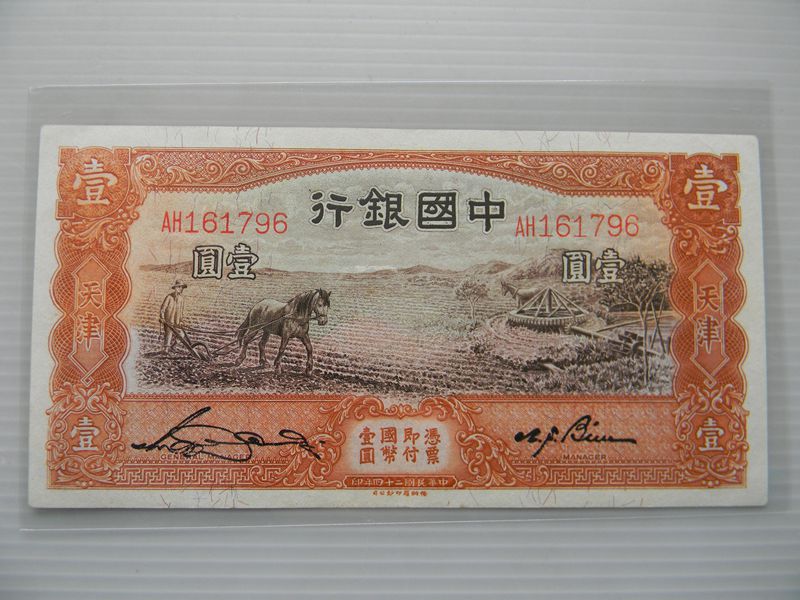 中國銀行
壹
壹
AH161796
AH161796
壹圓
壹圓
天津
天津
憑票
即付
國幣
壹圓
壹
壹
GENERAL MANAGER
MANAGER
中華民國二十四年印